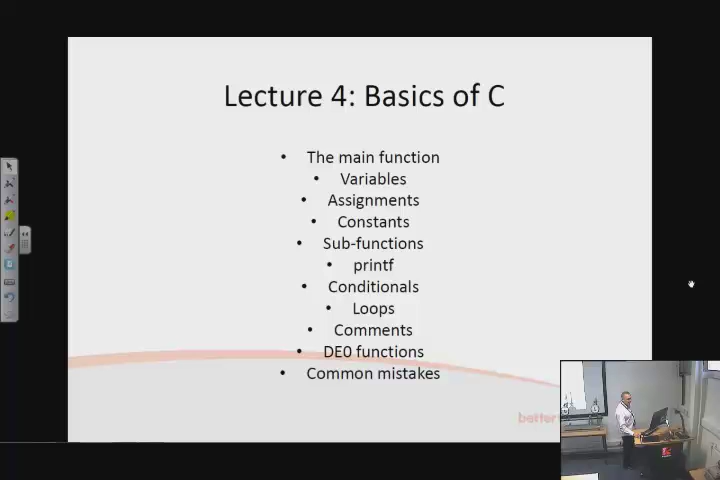 Lecture 4: Basics of C
• The main function
• Variables
• Assignments
• Constants
• Sub-functions
• printf
• Conditionals
• Loops
• Comments
• DE0 functions
• Common mistakes
better